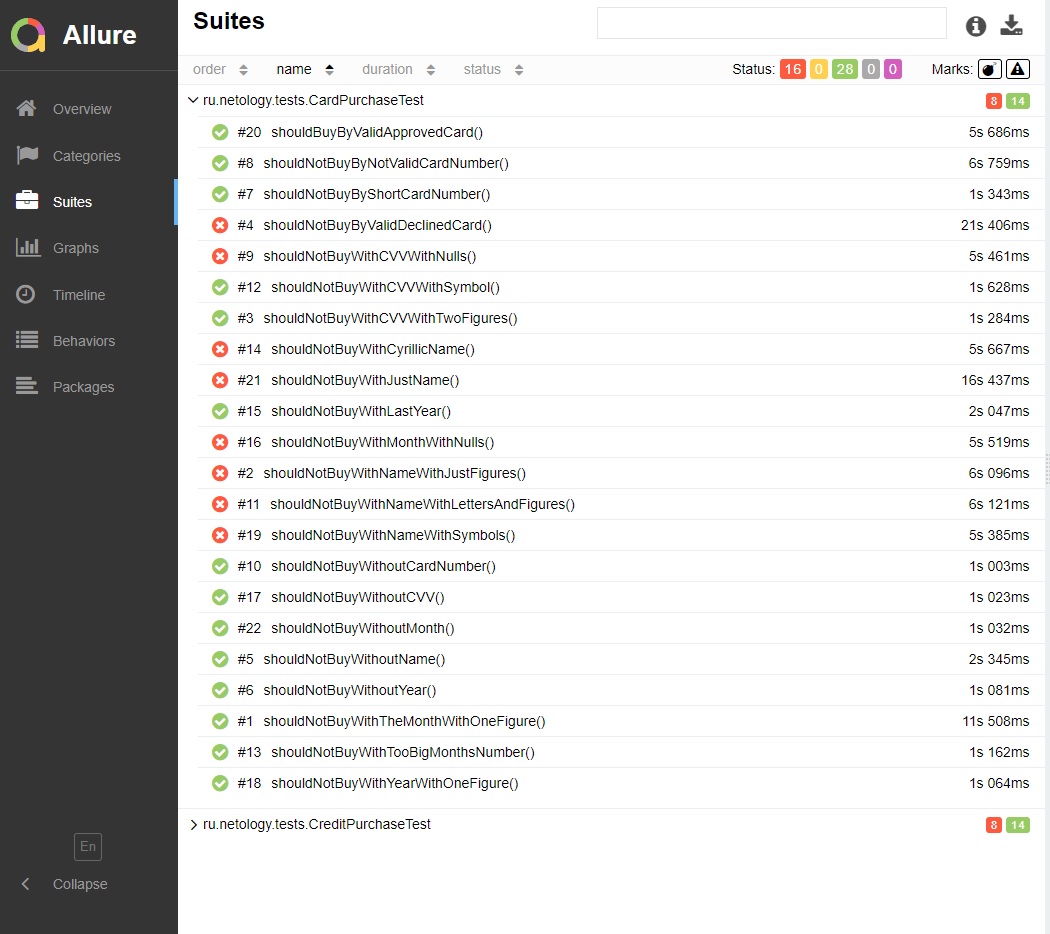 Allure
Overview
Categories
Suites
Graphs
Timeline
Behaviors
Packages
En
Collapse
Suites
order name duration status Status: 16 0 28 0 0 Marks:
ru.netology.tests.CardPurchaseTest 8 14
#20 shouldBuyByValidApprovedCard() 5s 686ms
#8 shouldNotBuyByNotValidCardNumber() 6s 759ms
#7 shouldNotBuyByShortCardNumber() 1s 343ms
#4 shouldNotBuyByValidDeclinedCard() 21s 406ms
#9 shouldNotBuyWithCVVWithNulls() 5s 461ms
#12 shouldNotBuyWithCVVWithSymbol() 1s 628ms
#3 shouldNotBuyWithCVVWithTwoFigures() 1s 284ms
#14 shouldNotBuyWithCyrillicName() 5s 667ms
#21 shouldNotBuyWithJustName() 16s 437ms
#15 shouldNotBuyWithLastYear() 2s 047ms
#16 shouldNotBuyWithMonthWithNulls() 5s 519ms
#2 shouldNotBuyWithNameWithJustFigures() 6s 096ms
#11 shouldNotBuyWithNameWithLettersAndFigures() 6s 121ms
#19 shouldNotBuyWithNameWithSymbols() 5s 385ms
#10 shouldNotBuyWithoutCardNumber() 1s 003ms
#17 shouldNotBuyWithoutCVV() 1s 023ms
#22 shouldNotBuyWithoutMonth() 1s 032ms
#5 shouldNotBuyWithoutName() 2s 345ms
#6 shouldNotBuyWithoutYear() 1s 081ms
#1 shouldNotBuyWithTheMonthWithOneFigure() 11s 508ms
#13 shouldNotBuyWithTooBigMonthsNumber() 1s 162ms
#18 shouldNotBuyWithYearWithOneFigure() 1s 064ms
ru.netology.tests.CreditPurchaseTest 8 14